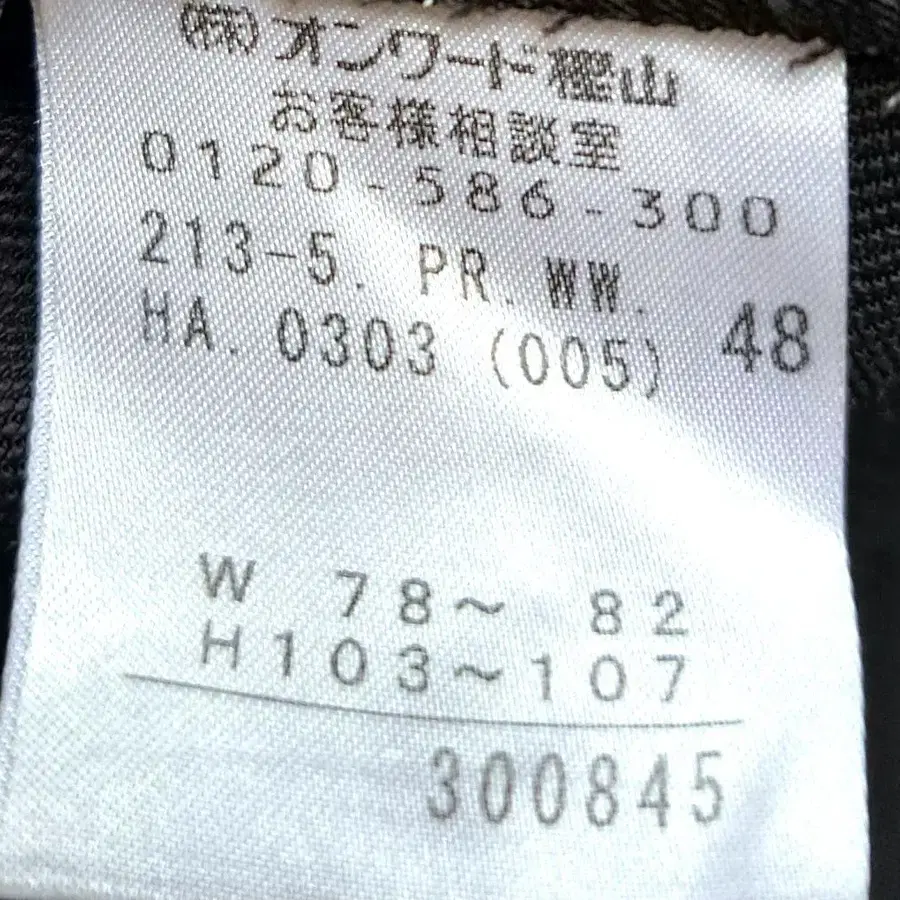 ㈱オンワード樫山
お客様相談室
0120-586-300
213-5. PR.WW.
HA. 0303 (005) 48
W 78～ 82
H103～107
300845